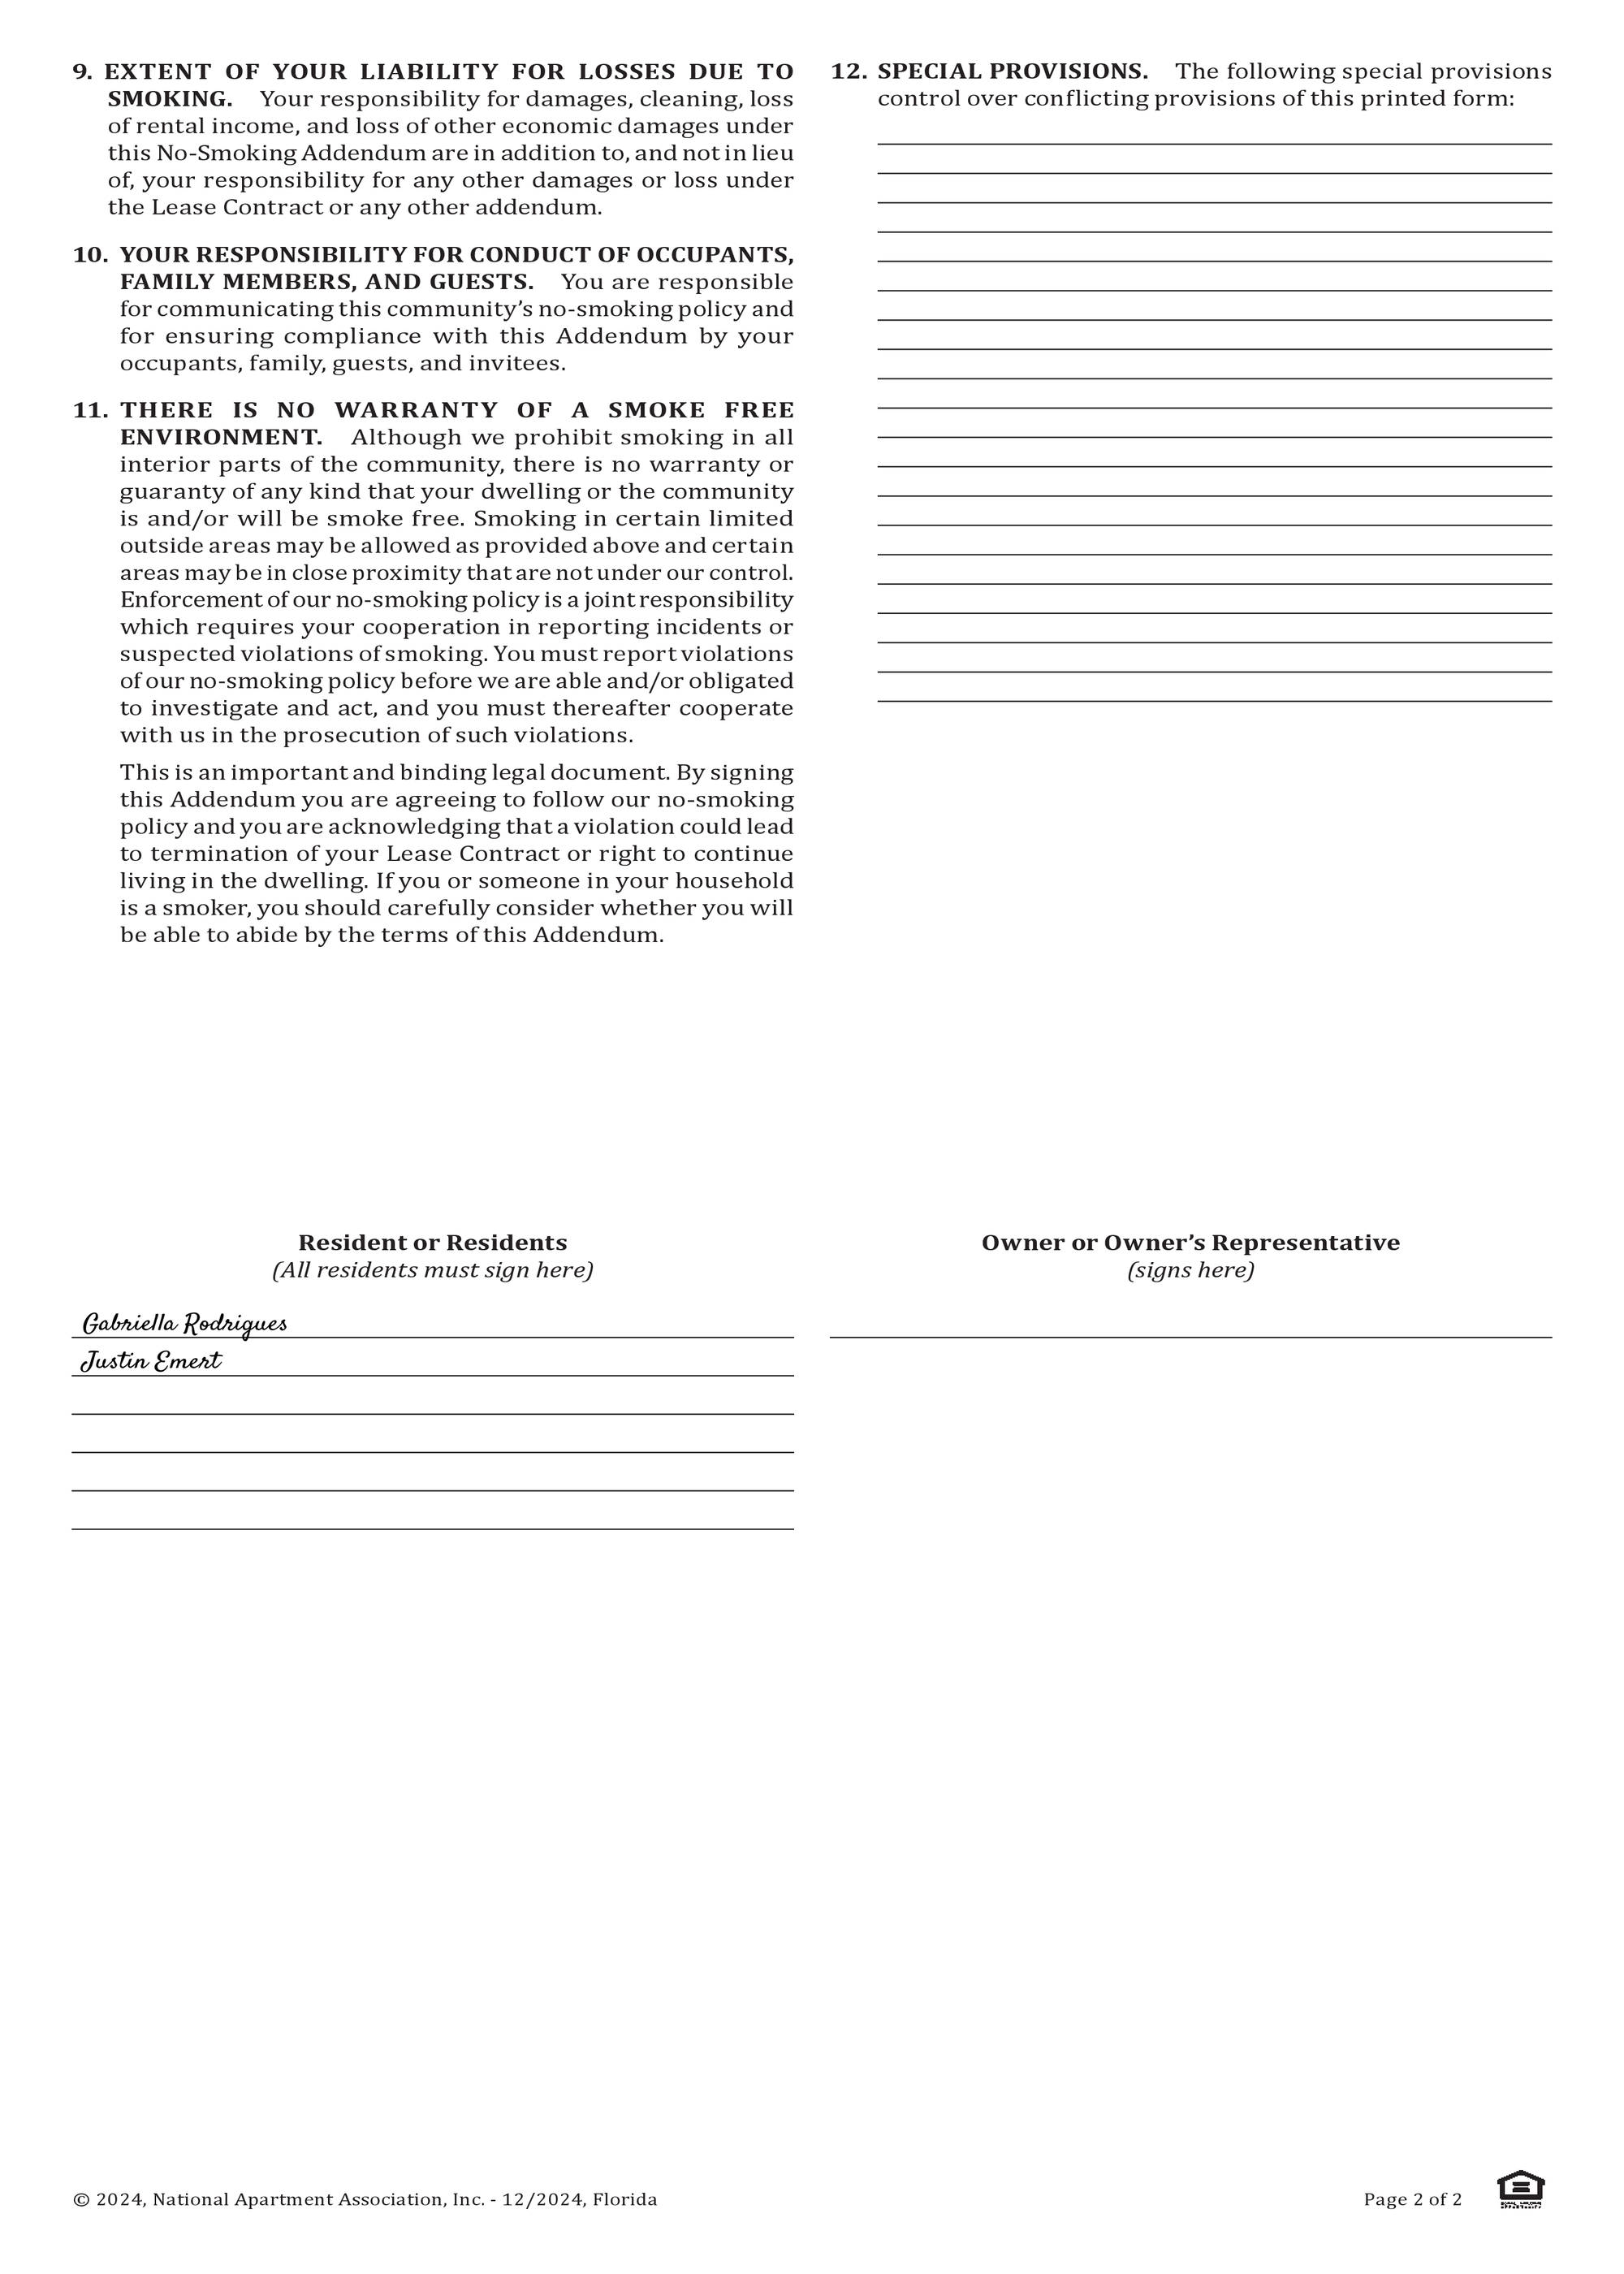 9. EXTENT OF YOUR LIABILITY FOR LOSSES DUE TO
SMOKING. Your responsibility for damages, cleaning, loss
of rental income, and loss of other economic damages under
this No-Smoking Addendum are in addition to, and not in lieu
of, your responsibility for any other damages or loss under
the Lease Contract or any other addendum.
10. YOUR RESPONSIBILITY FOR CONDUCT OF OCCUPANTS,
FAMILY MEMBERS, AND GUESTS. You are responsible
for communicating this community's no-smoking policy and
for ensuring compliance with this Addendum by your
occupants, family, guests, and invitees.
11. THERE IS NO WARRANTY OF A SMOKE FREE
ENVIRONMENT. Although we prohibit smoking in all
interior parts of the community, there is no warranty or
guaranty of any kind that your dwelling or the community
is and/or will be smoke free. Smoking in certain limited
outside areas may be allowed as provided above and certain
areas may be in close proximity that are not under our control.
Enforcement of our no-smoking policy is a joint responsibility
which requires your cooperation in reporting incidents or
suspected violations of smoking. You must report violations
of our no-smoking policy before we are able and/or obligated
to investigate and act, and you must thereafter cooperate
with us in the prosecution of such violations.
This is an important and binding legal document. By signing
this Addendum you are agreeing to follow our no-smoking
policy and you are acknowledging that a violation could lead
to termination of your Lease Contract or right to continue
living in the dwelling. If you or someone in your household
is a smoker, you should carefully consider whether you will
be able to abide by the terms of this Addendum.
12. SPECIAL PROVISIONS. The following special provisions
control over conflicting provisions of this printed form:
Resident or Residents
(All residents must sign here)
Gabriella Rodrigues
Justin Emert
Owner or Owner's Representative
(signs here)
© 2024, National Apartment Association, Inc. - 12/2024, Florida
Page 2 of 2
EQUAL HOUSING
OPPORTUNITY